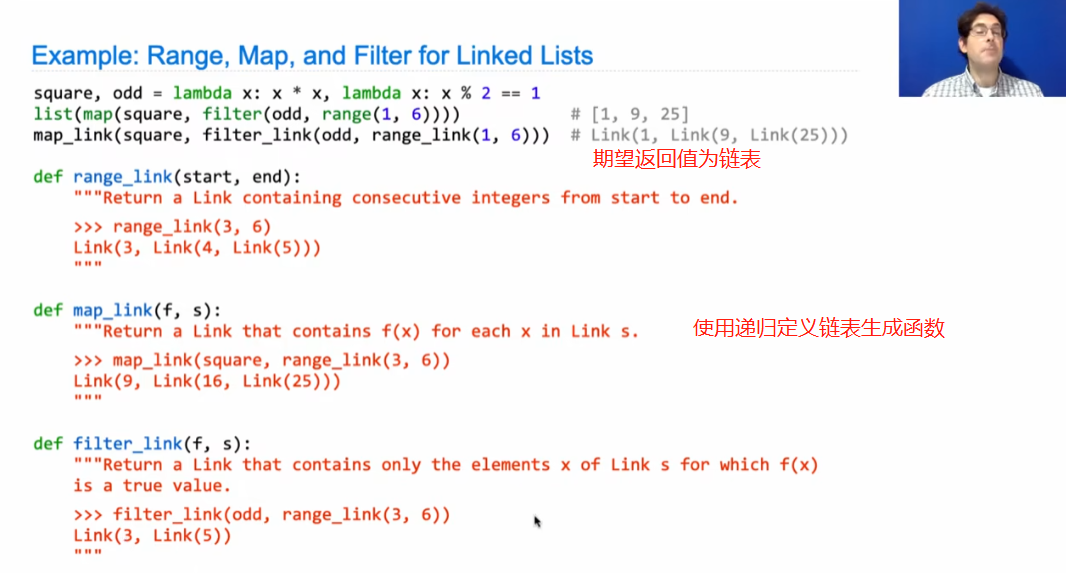 Example: Range, Map, and Filter for Linked Lists
square, odd = lambda x: x * x, lambda x: x % 2 == 1
list(map(square, filter(odd, range(1, 6)))) # [1, 9, 25]
map_link(square, filter_link(odd, range_link(1, 6))) # Link(1, Link(9, Link(25)))
期望返回值为链表
def range_link(start, end):
"""Return a Link containing consecutive integers from start to end.
>>> range_link(3, 6)
Link(3, Link(4, Link(5)))
"""
def map_link(f, s):
"""Return a Link that contains f(x) for each x in Link s.
使用递归定义链表生成函数
>>> map_link(square, range_link(3, 6))
Link(9, Link(16, Link(25)))
"""
def filter_link(f, s):
"""Return a Link that contains only the elements x of Link s for which f(x)
is a true value.
>>> filter_link(odd, range_link(3, 6))
Link(3, Link(5))
"""